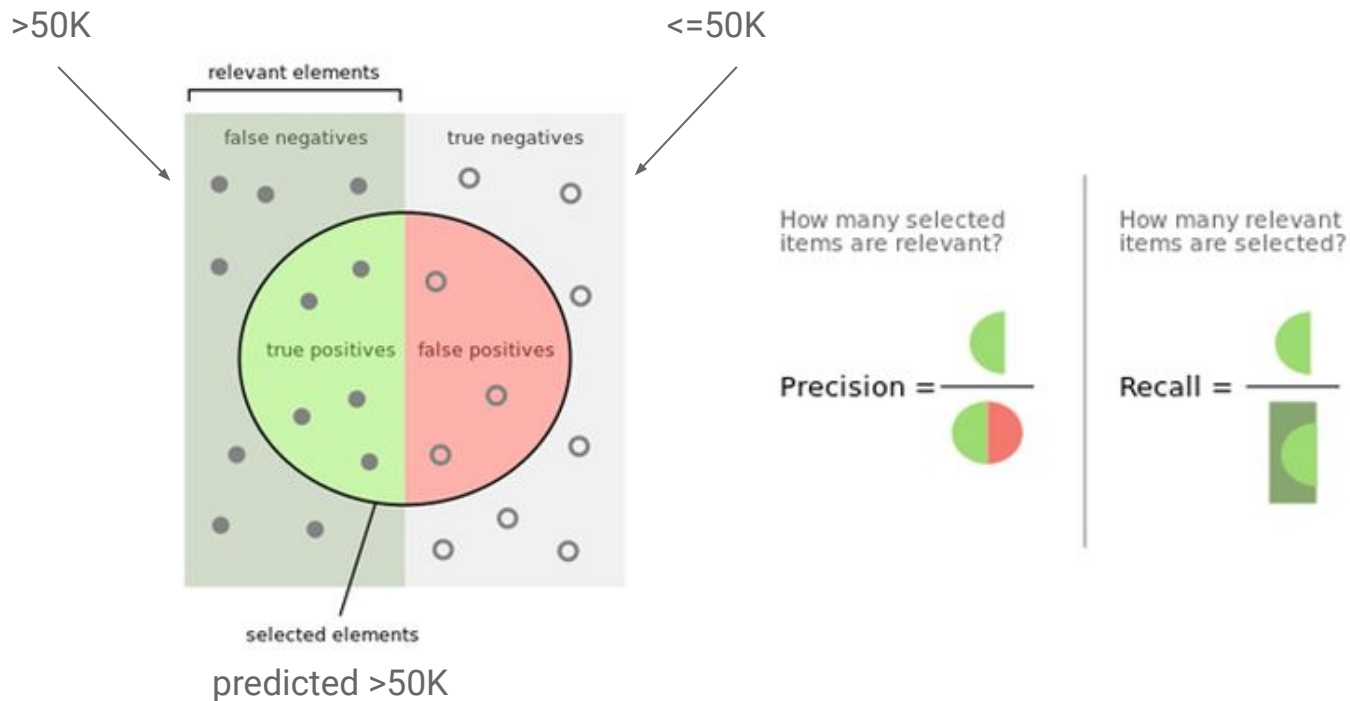 >50K
<=50K
relevant elements
false negatives
true negatives
true positives
false positives
selected elements
predicted >50K
How many selected
items are relevant?
Precision =
How many relevant
items are selected?
Recall =